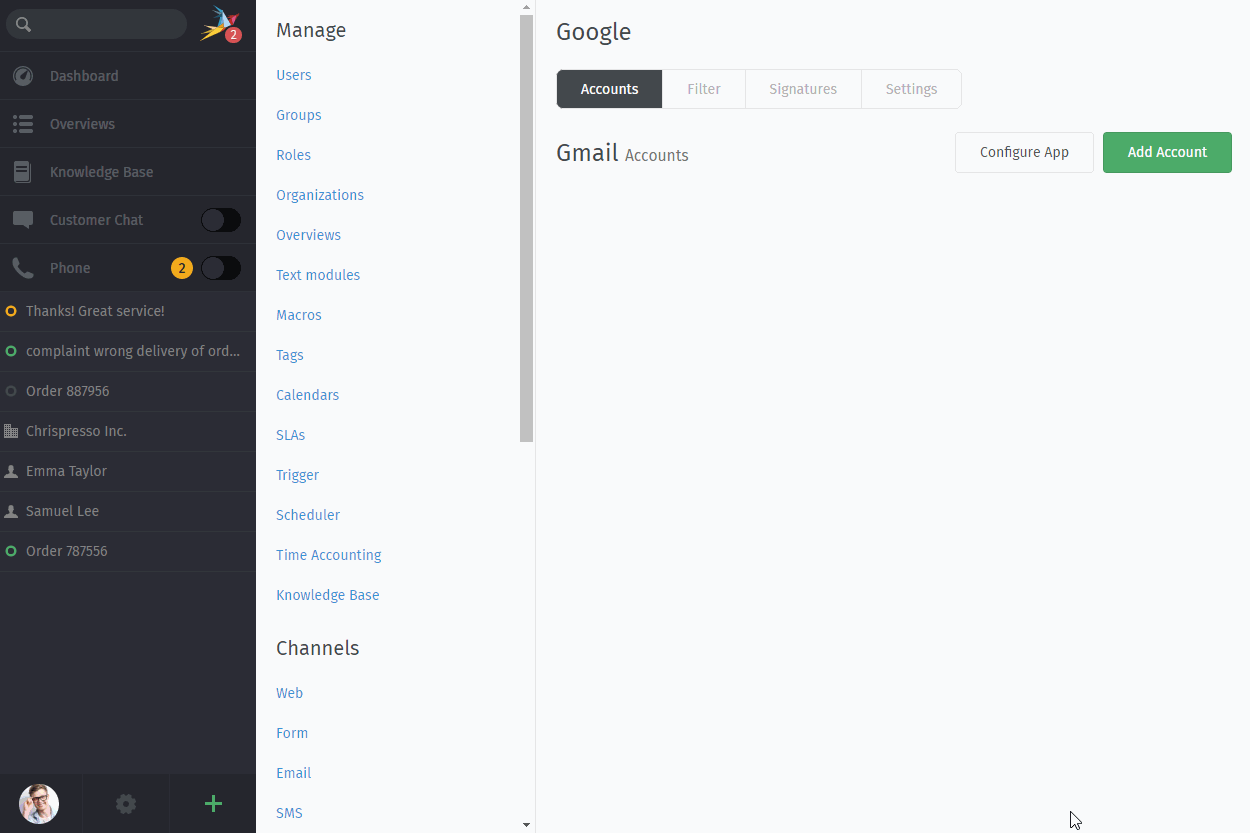 2
Dashboard
Overviews
Knowledge Base
Customer Chat
Phone 2
Thanks! Great service!
complaint wrong delivery of ord...
Order 887956
Chrispresso Inc.
Emma Taylor
Samuel Lee
Order 787556
Manage
Users
Groups
Roles
Organizations
Overviews
Text modules
Macros
Tags
Calendars
SLAs
Trigger
Scheduler
Time Accounting
Knowledge Base
Channels
Web
Form
Email
SMS
Google
Accounts Filter Signatures Settings
Gmail Accounts Configure App Add Account